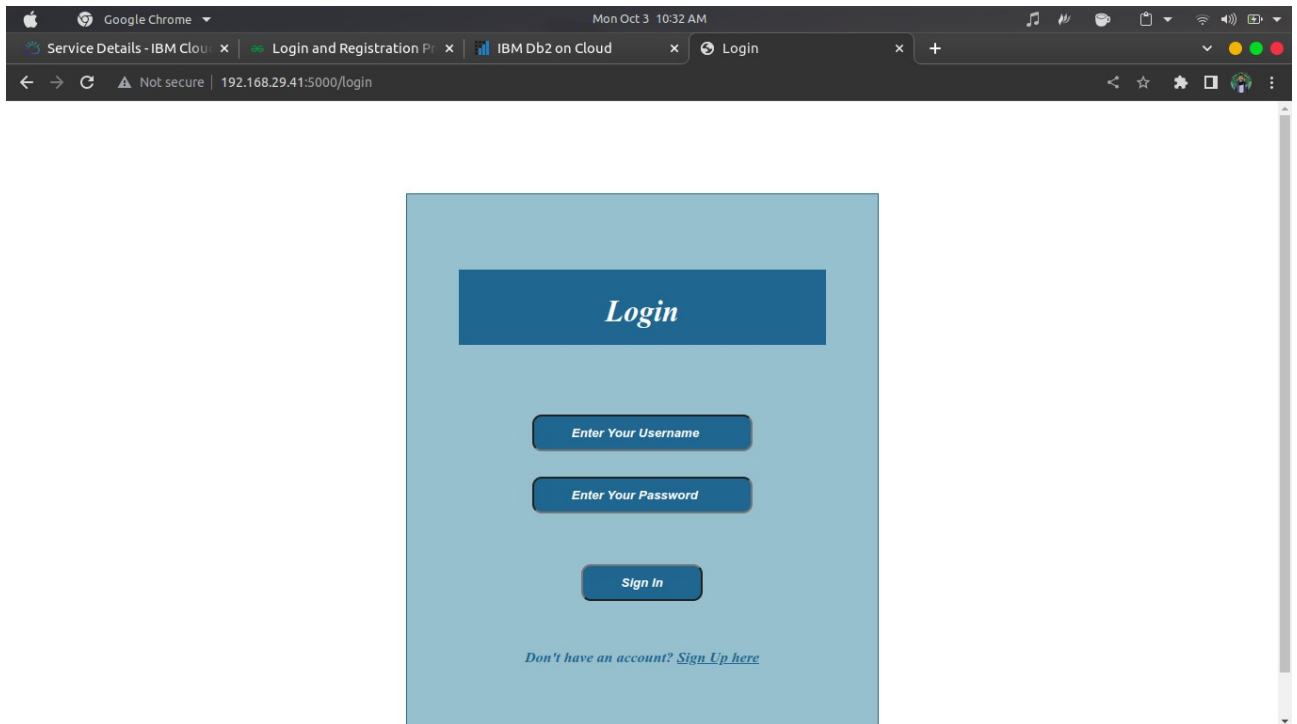 Google Chrome
Mon Oct 3 10:32 AM
Service Details - IBM Clou
Login and Registration Pr
IBM Db2 on Cloud
Login
Not secure | 192.168.29.41:5000/login
Login
Enter Your Username
Enter Your Password
Sign In
Don't have an account? Sign Up here